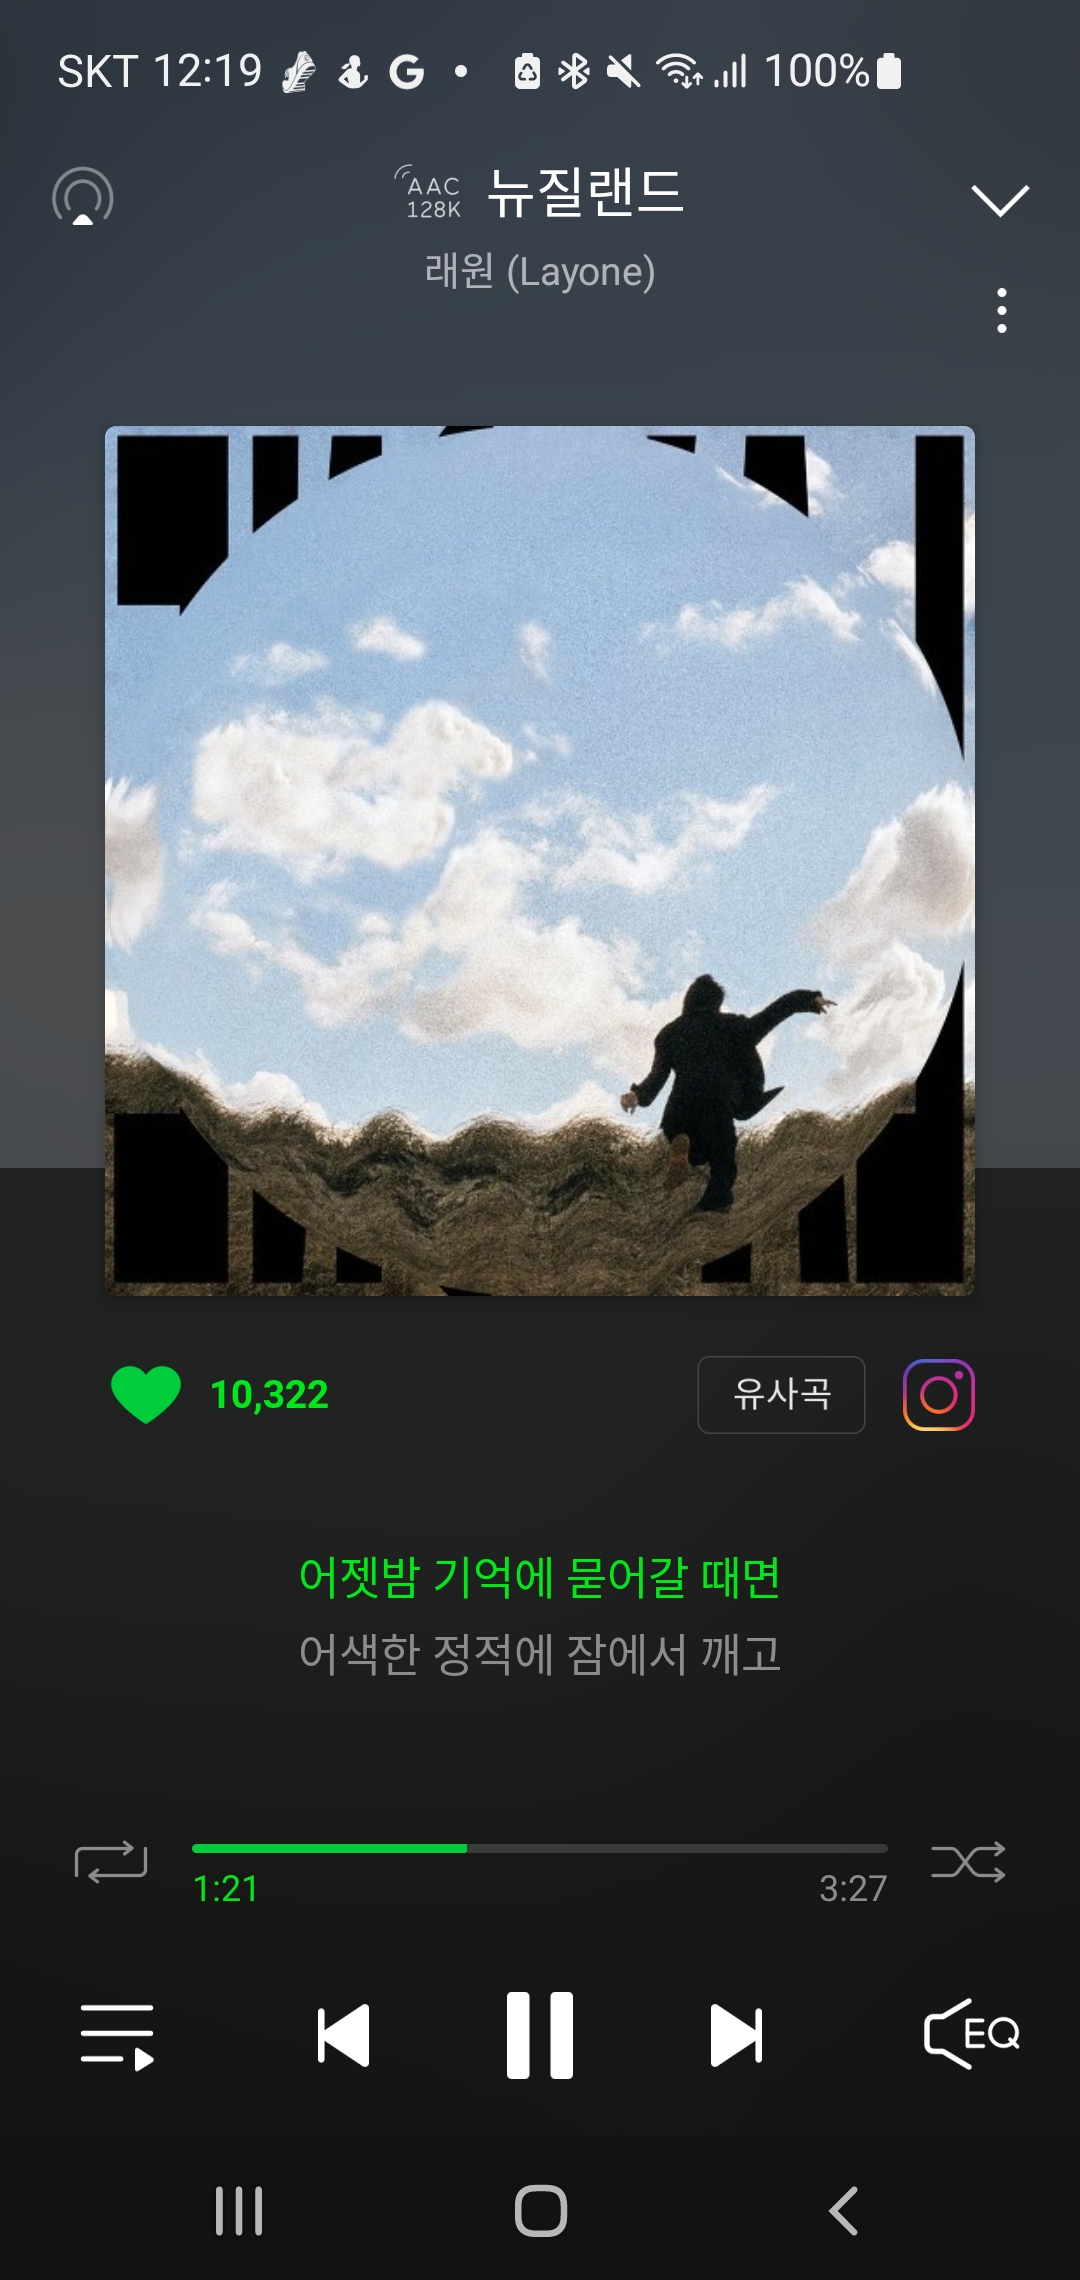 SKT 12:19 G 100%
AAC 128K 뉴질랜드
래원 (Layone)
10,322 유사곡
어젯밤 기억에 묻어갈 때면
어색한 정적에 잠에서 깨고
1:21 3:27
EQ